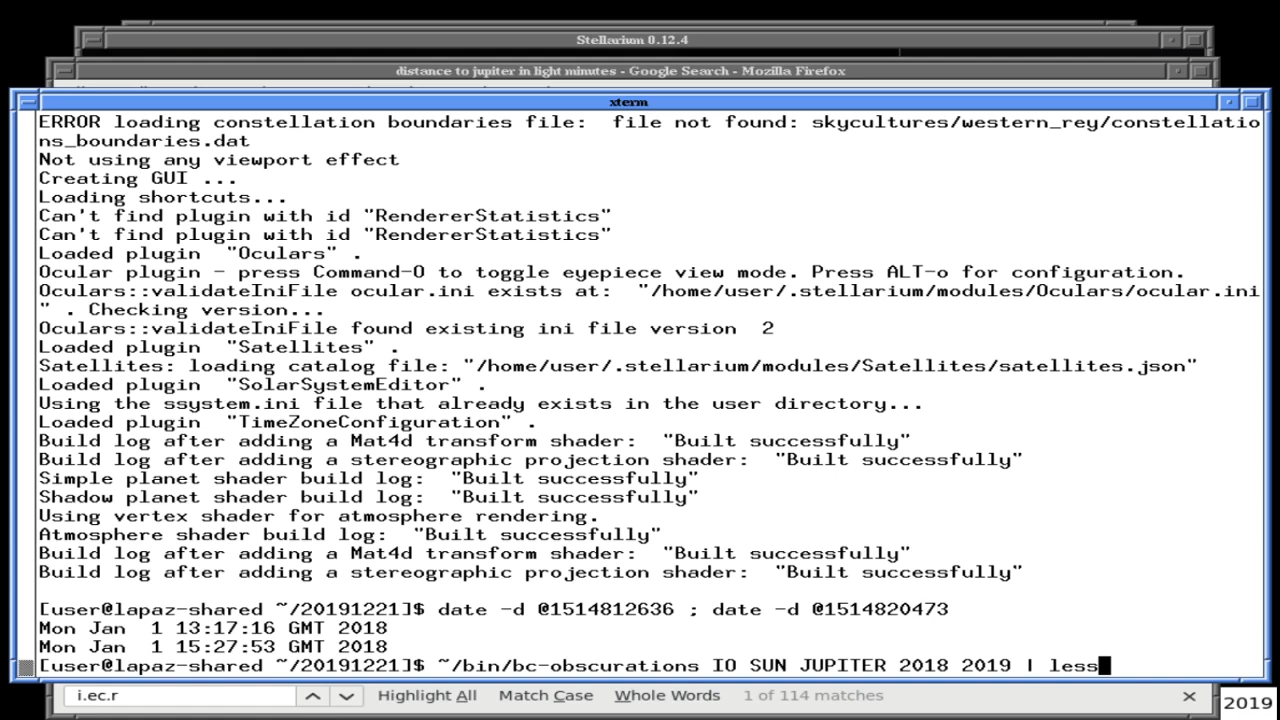 Stellarium 0.12.4
distance to jupiter in light minutes - Google Search - Mozilla Firefox
xterm
ERROR loading constellation boundaries file:  file not found: skycultures/western_rey/constellatio
ns_boundaries.dat
Not using any viewport effect
Creating GUI ...
Loading shortcuts...
Can't find plugin with id "RendererStatistics"
Can't find plugin with id "RendererStatistics"
Loaded plugin  "Oculars" .
Ocular plugin - press Command-O to toggle eyepiece view mode. Press ALT-o for configuration.
Oculars::validateIniFile ocular.ini exists at:  "/home/user/.stellarium/modules/Oculars/ocular.ini
" . Checking version...
Oculars::validateIniFile found existing ini file version  2
Loaded plugin  "Satellites" .
Satellites: loading catalog file: "/home/user/.stellarium/modules/Satellites/satellites.json"
Loaded plugin  "SolarSystemEditor" .
Using the ssystem.ini file that already exists in the user directory...
Loaded plugin  "TimeZoneConfiguration" .
Build log after adding a Mat4d transform shader:  "Built successfully"
Build log after adding a stereographic projection shader:  "Built successfully"
Simple planet shader build log:  "Built successfully"
Shadow planet shader build log:  "Built successfully"
Using vertex shader for atmosphere rendering.
Atmosphere shader build log:  "Built successfully"
Build log after adding a Mat4d transform shader:  "Built successfully"
Build log after adding a stereographic projection shader:  "Built successfully"
[user@lapaz-shared ~/20191221]$ date -d @1514812636 ; date -d @1514820473
Mon Jan  1 13:17:16 GMT 2018
Mon Jan  1 15:27:53 GMT 2018
[user@lapaz-shared ~/20191221]$ ~/bin/bc-obscurations IO SUN JUPITER 2018 2019 | less
i.ec.r Highlight All Match Case Whole Words 1 of 114 matches
2019